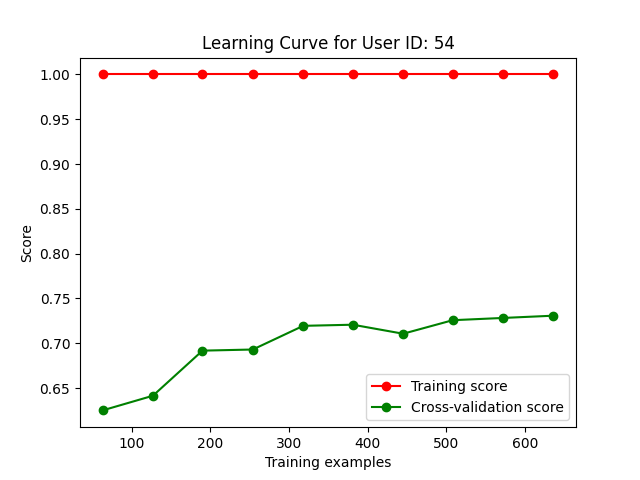 Learning Curve for User ID: 54
1.00
0.95
0.90
0.85
0.80
0.75
0.70
0.65
Score
100 200 300 400 500 600
Training examples
Training score
Cross-validation score